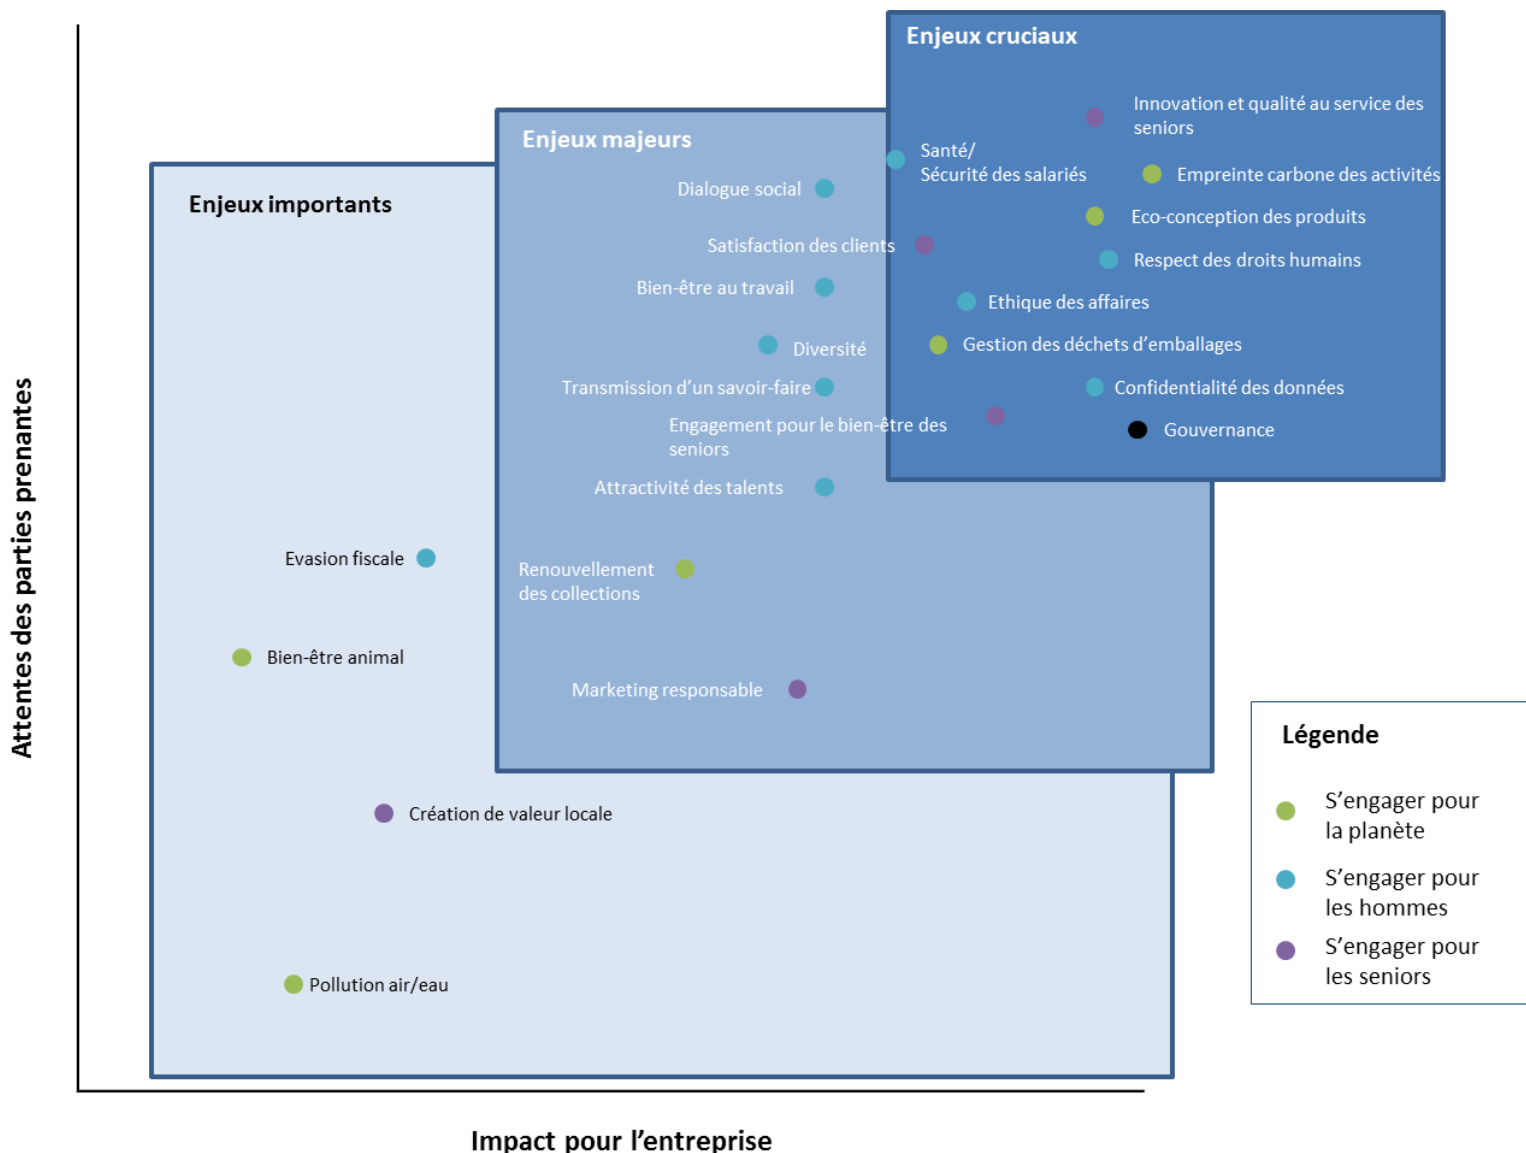 Enjeux cruciaux
Innovation et qualité au service des
seniors
Enjeux majeurs
Santé/
Sécurité des salariés
Empreinte carbone des activités
Dialogue social
Enjeux importants
Eco-conception des produits
Satisfaction des clients
Respect des droits humains
Bien-être au travail
Ethique des affaires
Diversité
Gestion des déchets d’emballages
Transmission d’un savoir-faire
Confidentialité des données
Engagement pour le bien-être des
seniors
Gouvernance
Attractivité des talents
Evasion fiscale
Renouvellement
des collections
Bien-être animal
Marketing responsable
Création de valeur locale
Pollution air/eau
Attentes des parties prenantes
Impact pour l’entreprise
Légende
S’engager pour
la planète
S’engager pour
les hommes
S’engager pour
les seniors